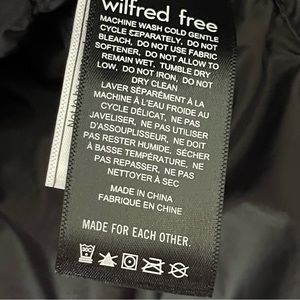 wilfred free
MACHINE WASH COLD GENTLE
CYCLE SEPARATELY, DO NOT
BLEACH, DO NOT USE FABRIC
SOFTENER, DO NOT ALLOW TO
REMAIN WET, TUMBLE DRY
LOW, DO NOT IRON, DO NOT
DRY CLEAN
LAVER SÉPARÉMENT À LA
MACHINE À L'EAU FROIDE AU
CYCLE DÉLICAT, NE PAS
JAVELISER, NE PAS UTILISER
D'ASSOUPLISSEUR, NE DOIT
PAS RESTER HUMIDE, SÉCHER
À BASSE TEMPÉRATURE, NE
PAS REPASSER, NE PAS
NETTOYER À SEC
MADE IN CHINA
FABRIQUÉ EN CHINE
MADE FOR EACH OTHER.